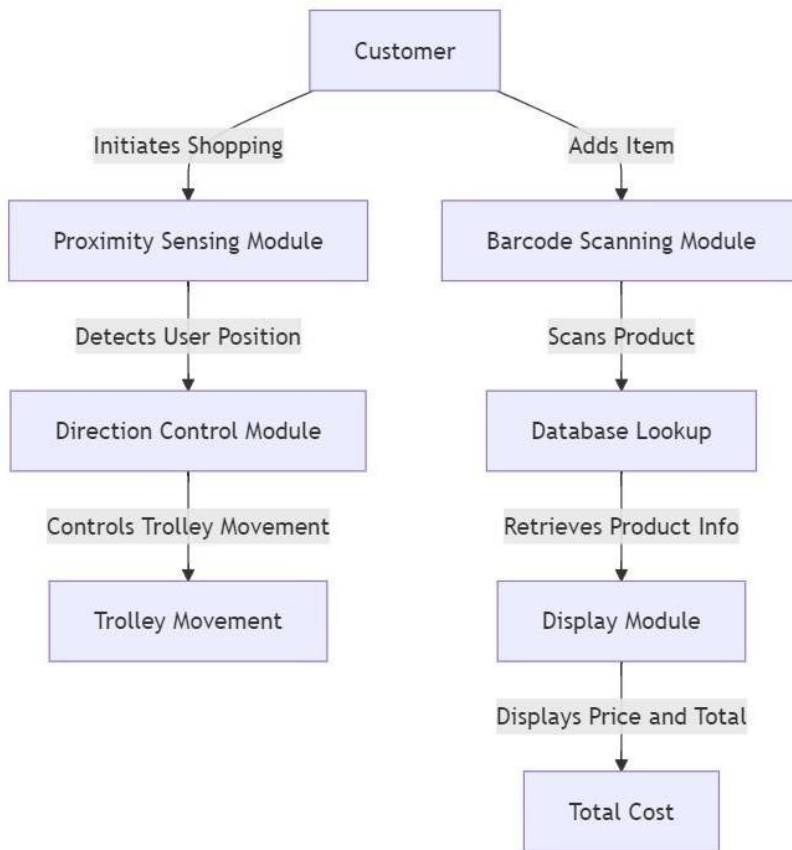 Customer
Initiates Shopping
Adds Item
Proximity Sensing Module
Barcode Scanning Module
Detects User Position
Scans Product
Direction Control Module
Database Lookup
Controls Trolley Movement
Retrieves Product Info
Trolley Movement
Display Module
Displays Price and Total
Total Cost